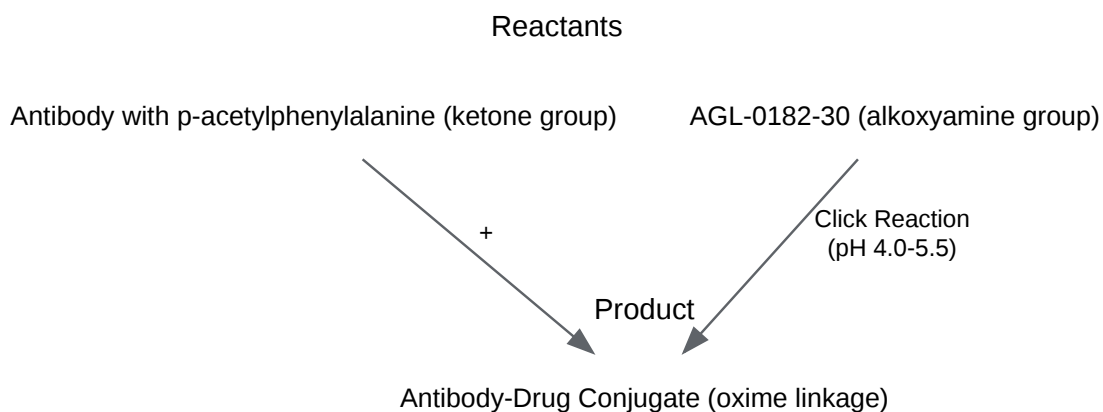 Reactants
Antibody with p-acetylphenylalanine (ketone group)
AGL-0182-30 (alkoxyamine group)
+
Click Reaction
(pH 4.0-5.5)
Product
Antibody-Drug Conjugate (oxime linkage)